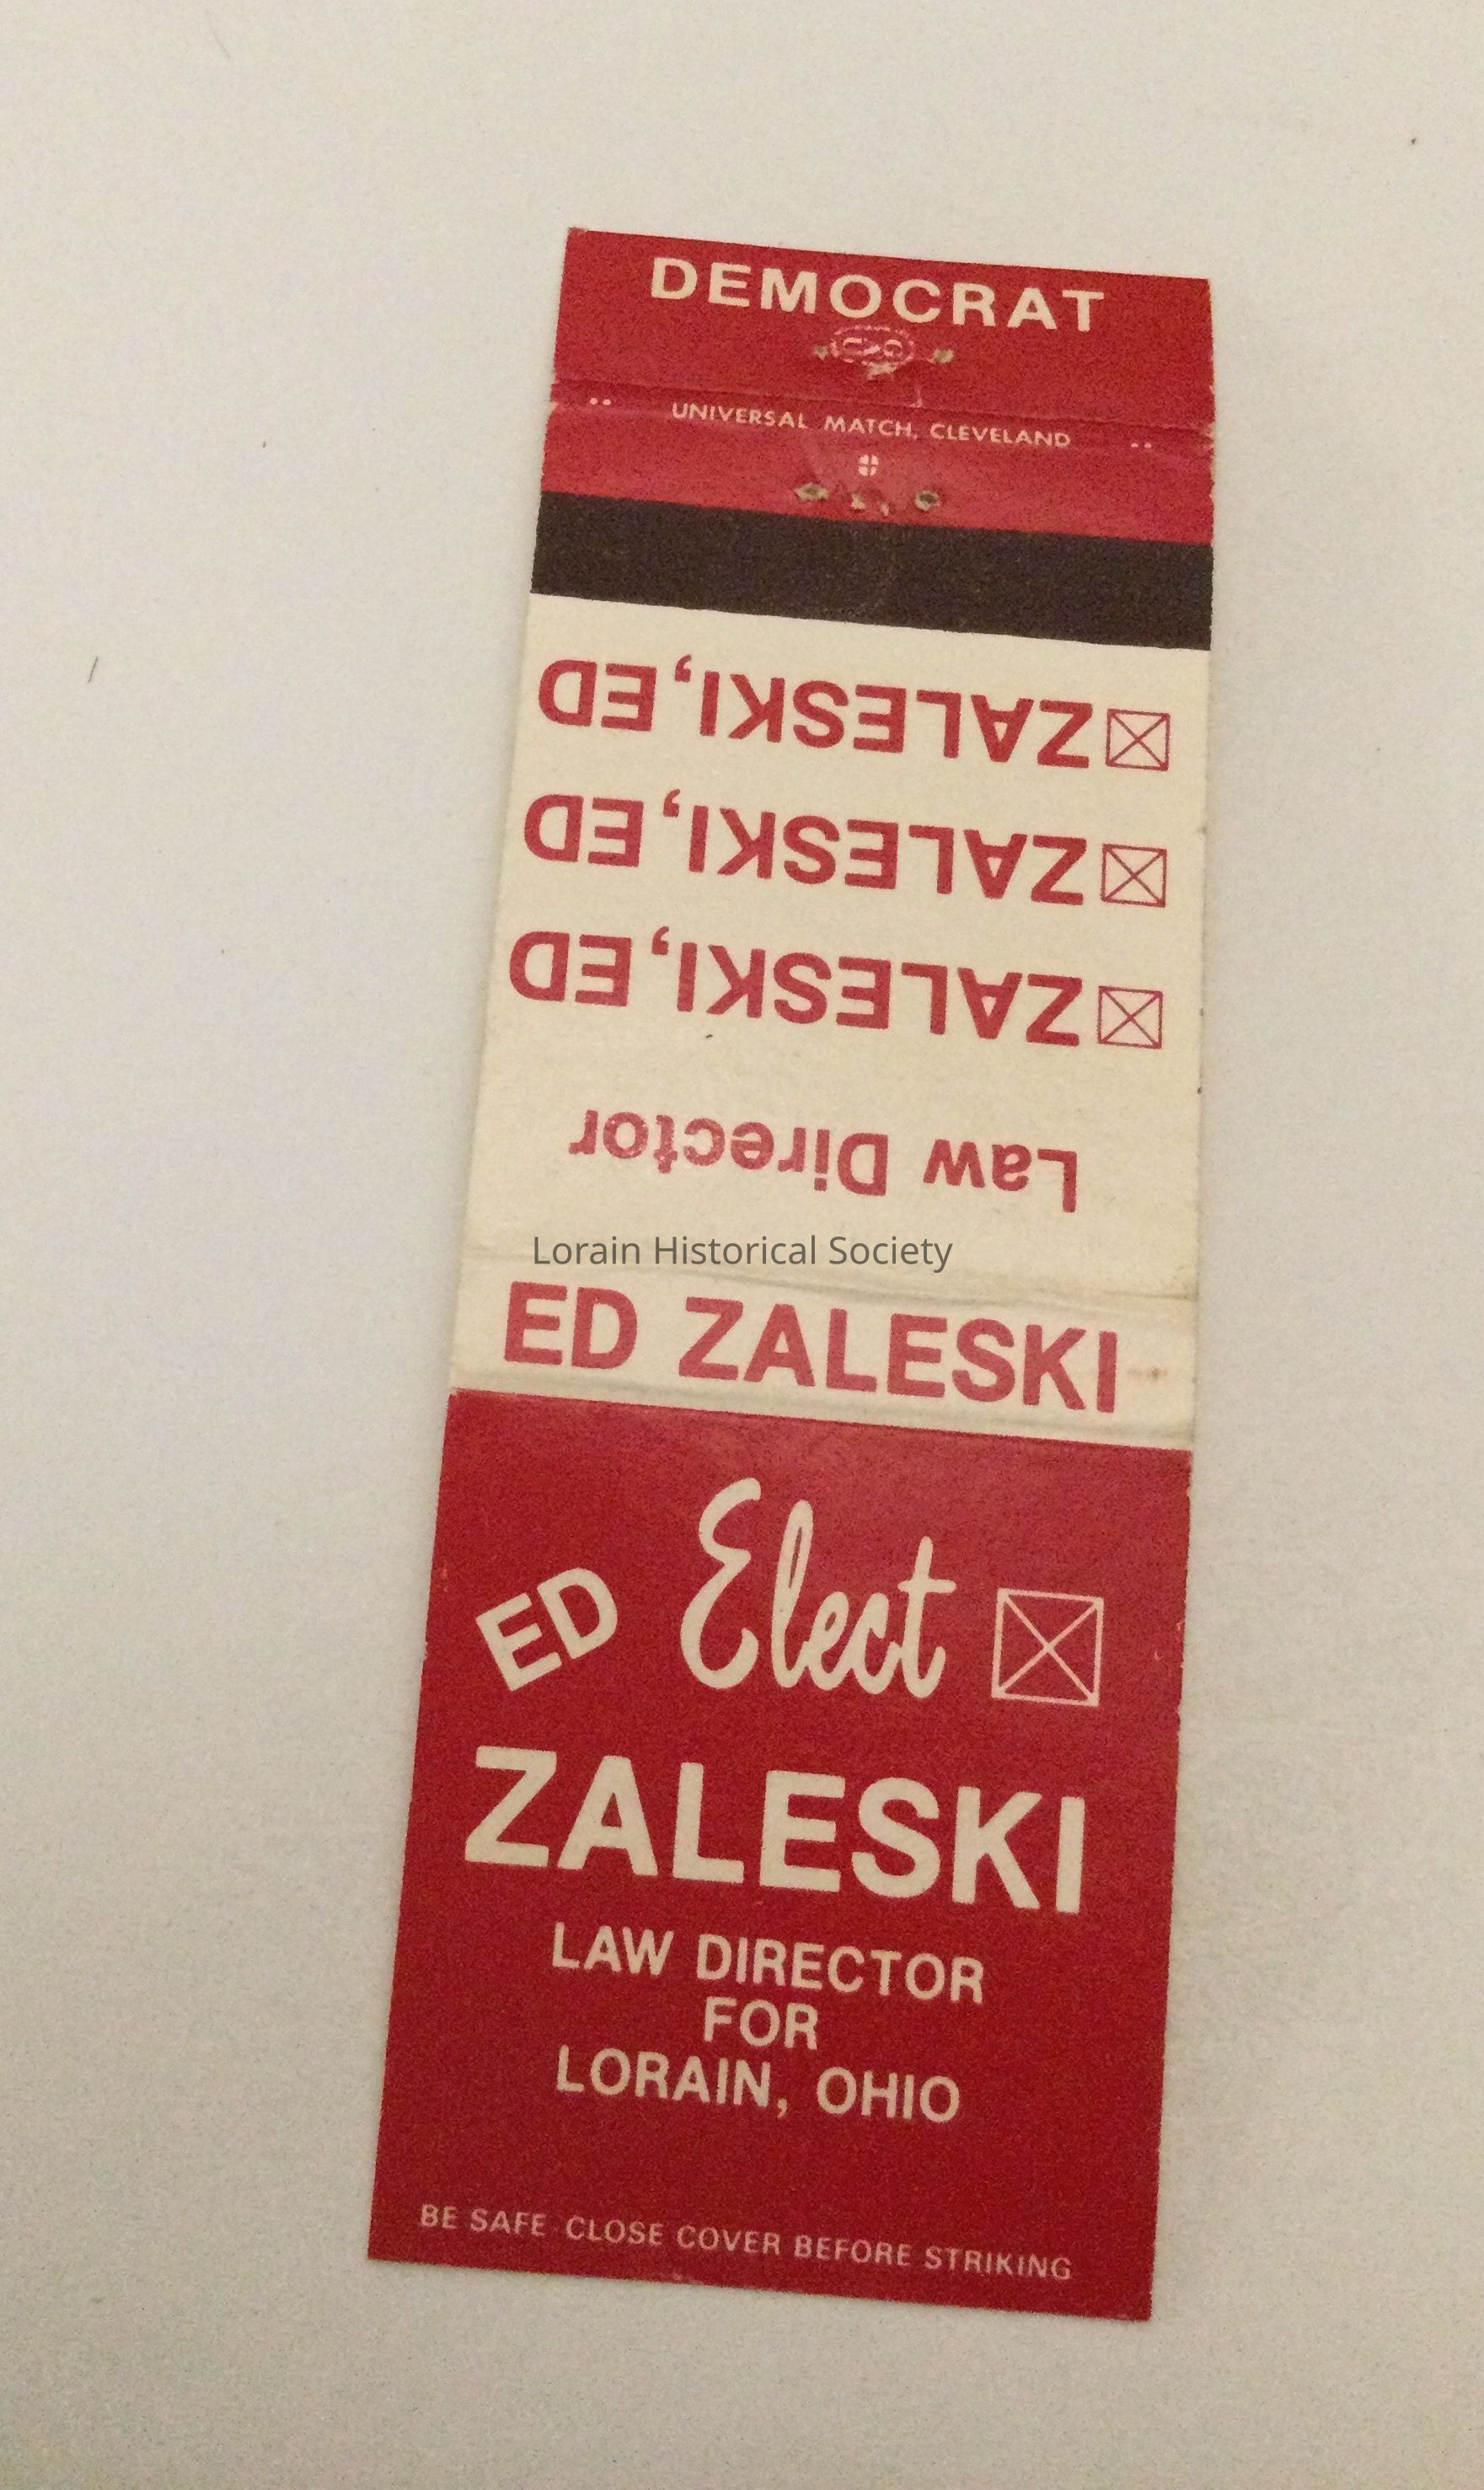 DEMOCRAT
UNIVERSAL MATCH, CLEVELAND
ZALESKI, ED
ZALESKI, ED
ZALESKI, ED
Law Director
Lorain Historical Society
ED ZALESKI
ED Elect
ZALESKI
LAW DIRECTOR
FOR
LORAIN, OHIO
BE SAFE CLOSE COVER BEFORE STRIKING